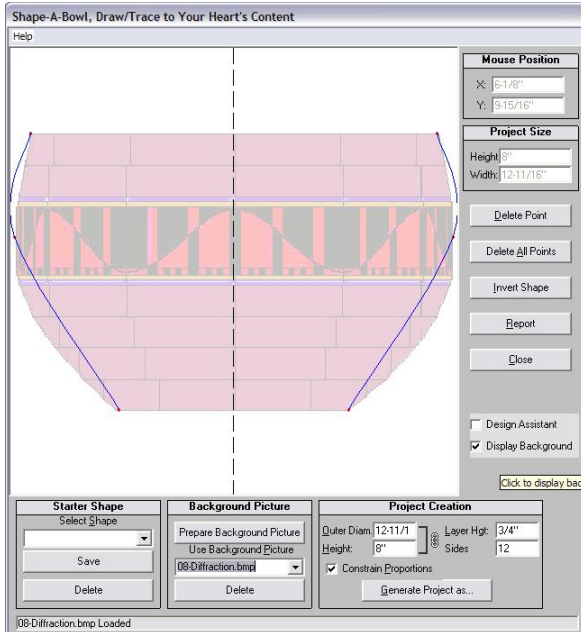 Shape-A-Bowl, Draw/Trace to Your Heart's Content
Help
Mouse Position
X: 6-1/8"
Y: 9-15/16"
Project Size
Height 8"
Width: 12-11/16"
Delete Point
Delete All Points
Invert Shape
Report
Close
Design Assistant
Display Background
Click to display bac
Starter Shape
Select Shape
Save
Delete
Background Picture
Prepare Background Picture
Use Background Picture
08-Diffraction.bmp
Delete
Project Creation
Outer Diam. 12-11/1 Layer Hgt: 3/4"
Height: 8" Sides 12
Constrain Proportions
Generate Project as...
08-Diffraction.bmp Loaded